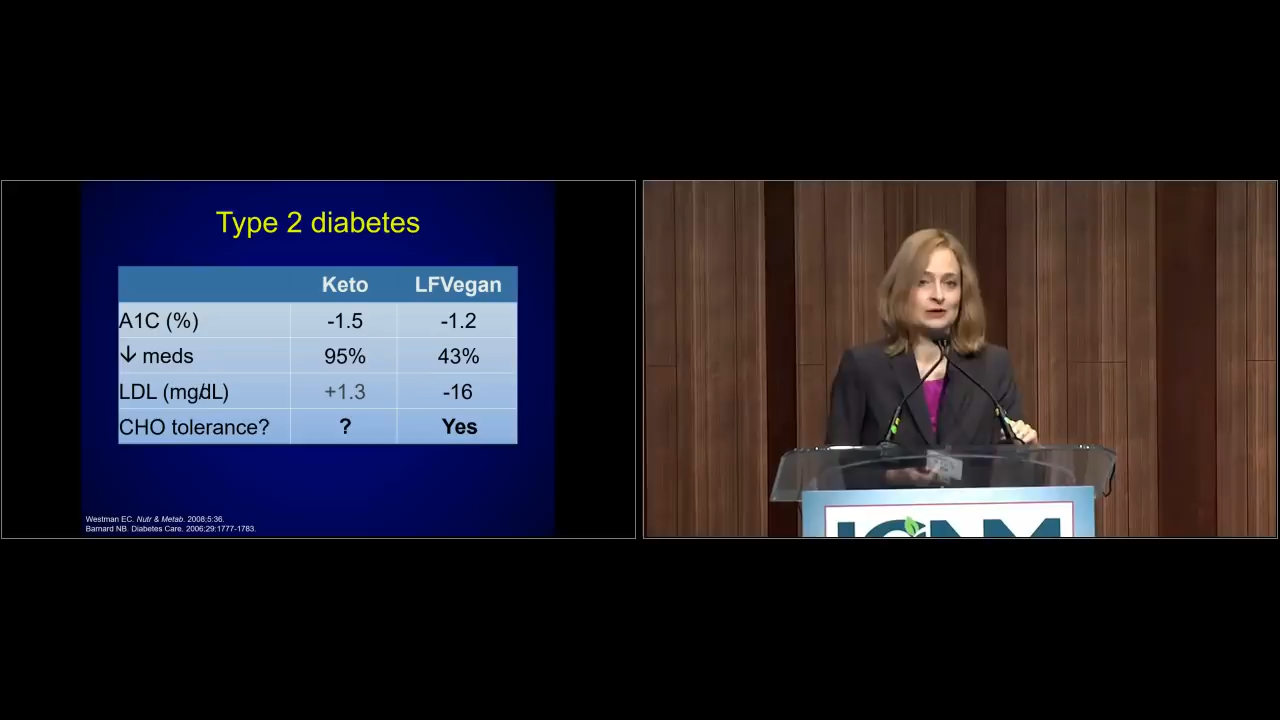 Type 2 diabetes
Keto LFVegan
A1C (%) -1.5 -1.2
↓ meds 95% 43%
LDL (mg/dL) +1.3 -16
CHO tolerance? ? Yes
Westman EC. Nutr & Metab. 2008;5:36.
Barnard NB. Diabetes Care. 2006;29:1777-1783.
ICNM